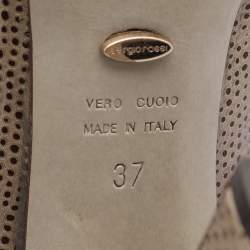 sergiorossi
VERO CUOIO
MADE IN ITALY
37